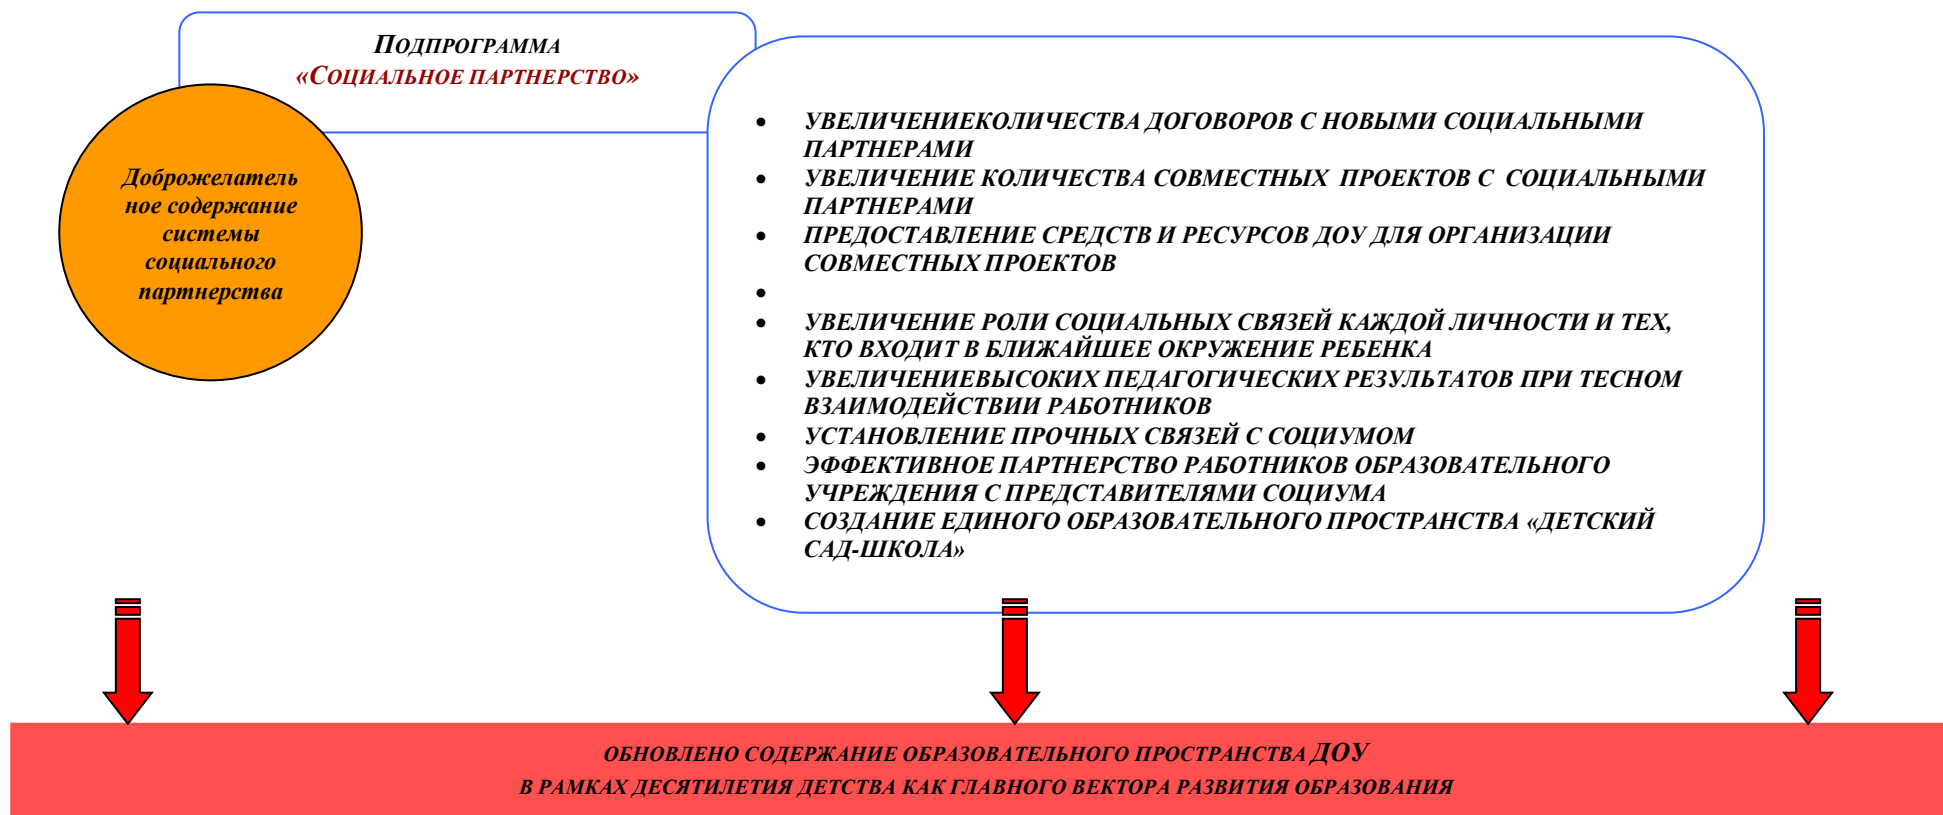 Подпрограмма
«Социальное партнерство»
Доброжелатель
ное содержание
системы
социального
партнерства
• УВЕЛИЧЕНИЕКОЛИЧЕСТВА ДОГОВОРОВ С НОВЫМИ СОЦИАЛЬНЫМИ
ПАРТНЕРАМИ
• УВЕЛИЧЕНИЕ КОЛИЧЕСТВА СОВМЕСТНЫХ ПРОЕКТОВ С СОЦИАЛЬНЫМИ
ПАРТНЕРАМИ
• ПРЕДОСТАВЛЕНИЕ СРЕДСТВ И РЕСУРСОВ ДОУ ДЛЯ ОРГАНИЗАЦИИ
СОВМЕСТНЫХ ПРОЕКТОВ
•
• УВЕЛИЧЕНИЕ РОЛИ СОЦИАЛЬНЫХ СВЯЗЕЙ КАЖДОЙ ЛИЧНОСТИ И ТЕХ,
КТО ВХОДИТ В БЛИЖАЙШЕЕ ОКРУЖЕНИЕ РЕБЕНКА
• УВЕЛИЧЕНИЕВЫСОКИХ ПЕДАГОГИЧЕСКИХ РЕЗУЛЬТАТОВ ПРИ ТЕСНОМ
ВЗАИМОДЕЙСТВИИ РАБОТНИКОВ
• УСТАНОВЛЕНИЕ ПРОЧНЫХ СВЯЗЕЙ С СОЦИУМОМ
• ЭФФЕКТИВНОЕ ПАРТНЕРСТВО РАБОТНИКОВ ОБРАЗОВАТЕЛЬНОГО
УЧРЕЖДЕНИЯ С ПРЕДСТАВИТЕЛЯМИ СОЦИУМА
• СОЗДАНИЕ ЕДИНОГО ОБРАЗОВАТЕЛЬНОГО ПРОСТРАНСТВА «ДЕТСКИЙ
САД-ШКОЛА»
ОБНОВЛЕНО СОДЕРЖАНИЕ ОБРАЗОВАТЕЛЬНОГО ПРОСТРАНСТВА ДОУ
В РАМКАХ ДЕСЯТИЛЕТИЯ ДЕТСТВА КАК ГЛАВНОГО ВЕКТОРА РАЗВИТИЯ ОБРАЗОВАНИЯ